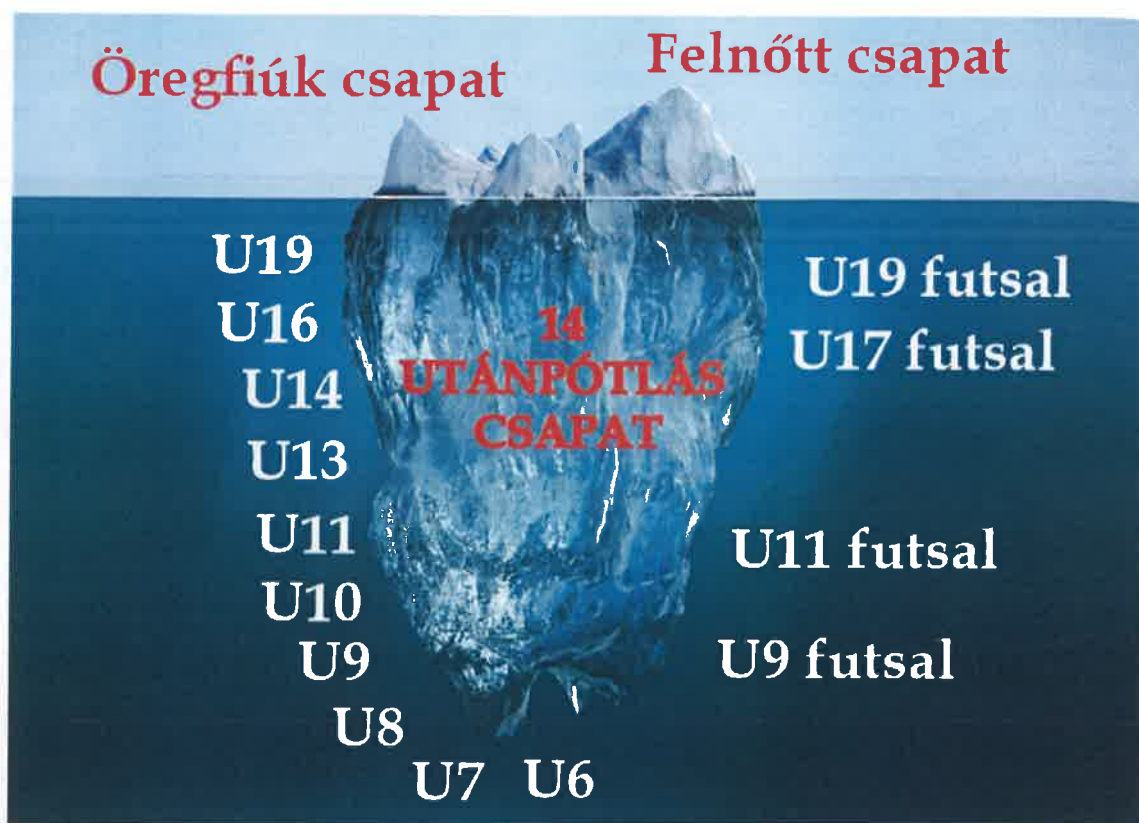 Öregfiúk csapat
Felnőtt csapat
U19
U16
U14
U13
U11
U10
U9
U8
U7
U6
14
UTÁNPÓTLÁS
CSAPAT
U19 futsal
U17 futsal
U11 futsal
U9 futsal